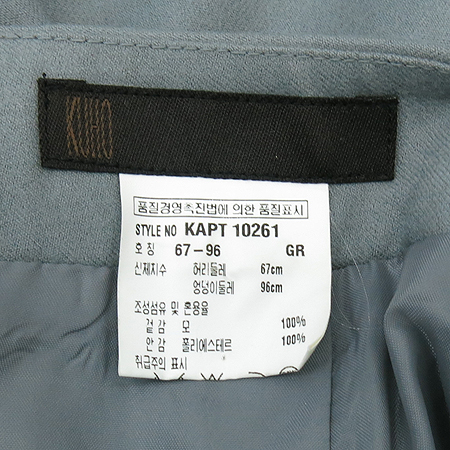 KUHO
품질경영촉진법에 의한 품질표시
STYLE NO KAPT 10261
호칭 67-96 GR
신체치수 허리둘레 67cm
엉덩이둘레 96cm
조성섬유 및 혼용율
겉감 모 100%
안감 폴리에스테르 100%
취급주의 표시